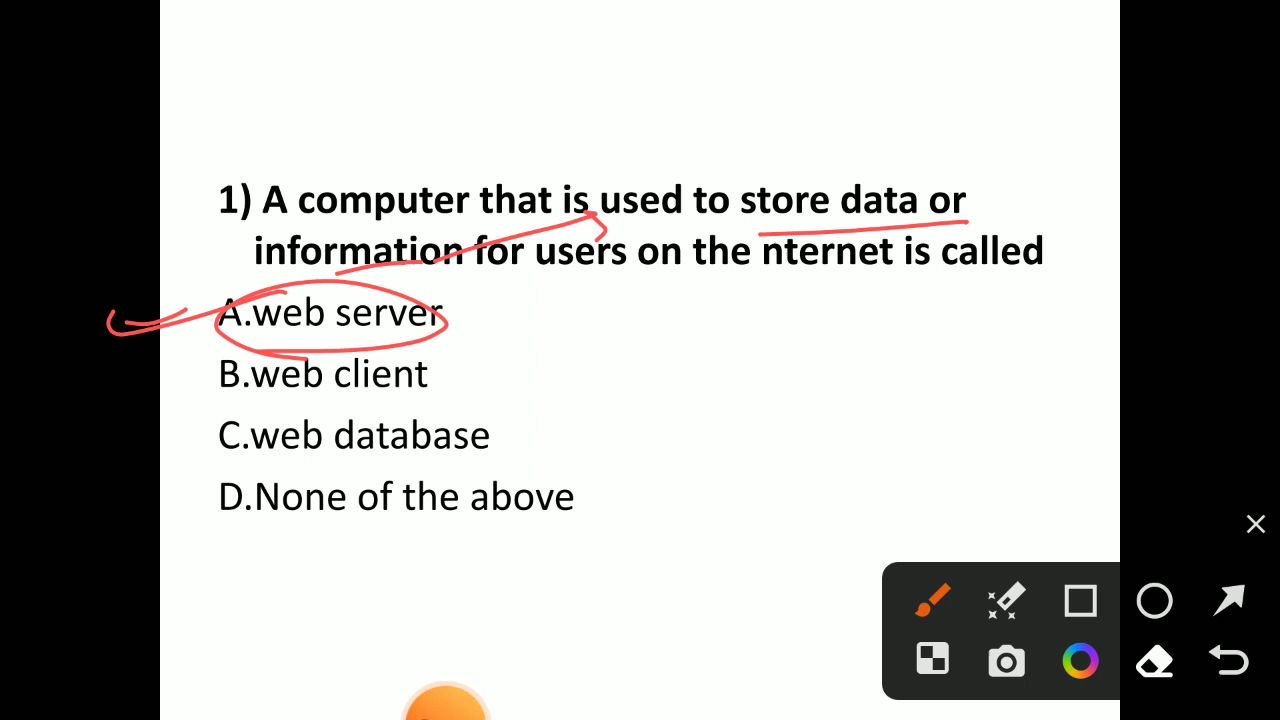 1) A computer that is used to store data or
information for users on the nternet is called
A.web server
B.web client
C.web database
D.None of the above